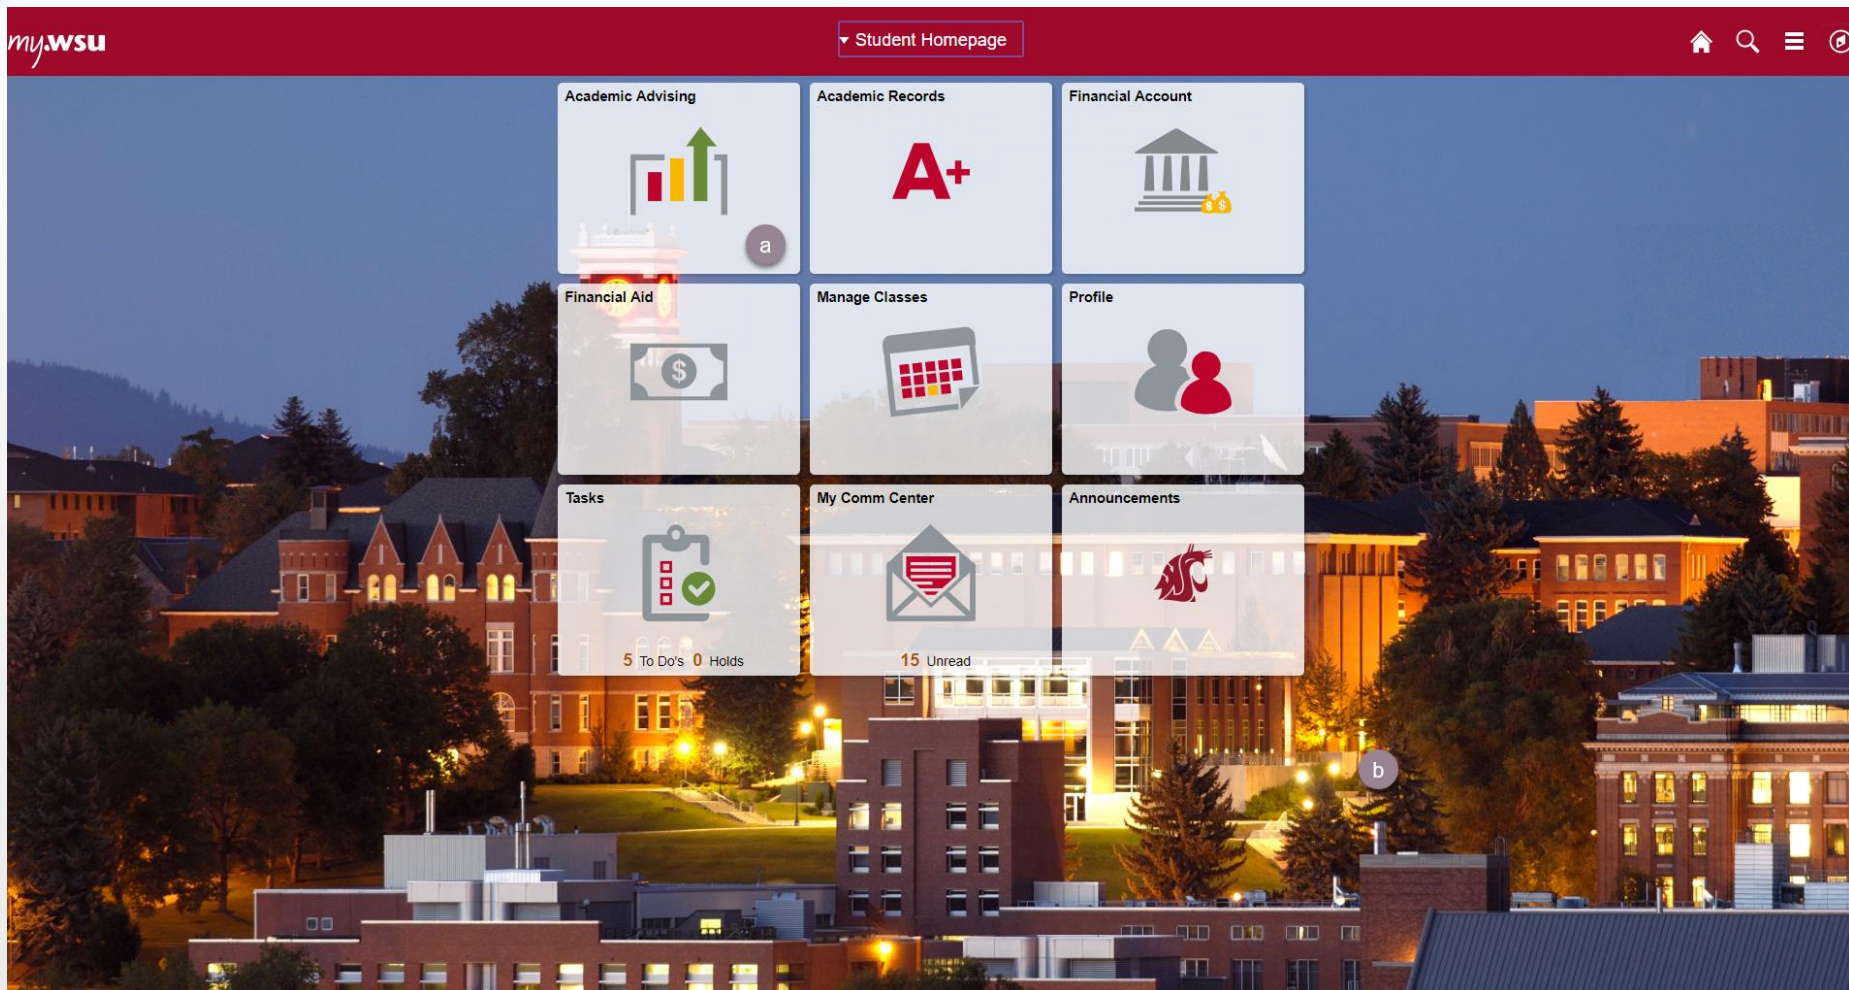 my.wsu
Student Homepage
Academic Advising
Academic Records
Financial Account
A+
$ $
a
Financial Aid
Manage Classes
Profile
$
Tasks
My Comm Center
Announcements
WSC
5 To Do's 0 Holds
15 Unread
b